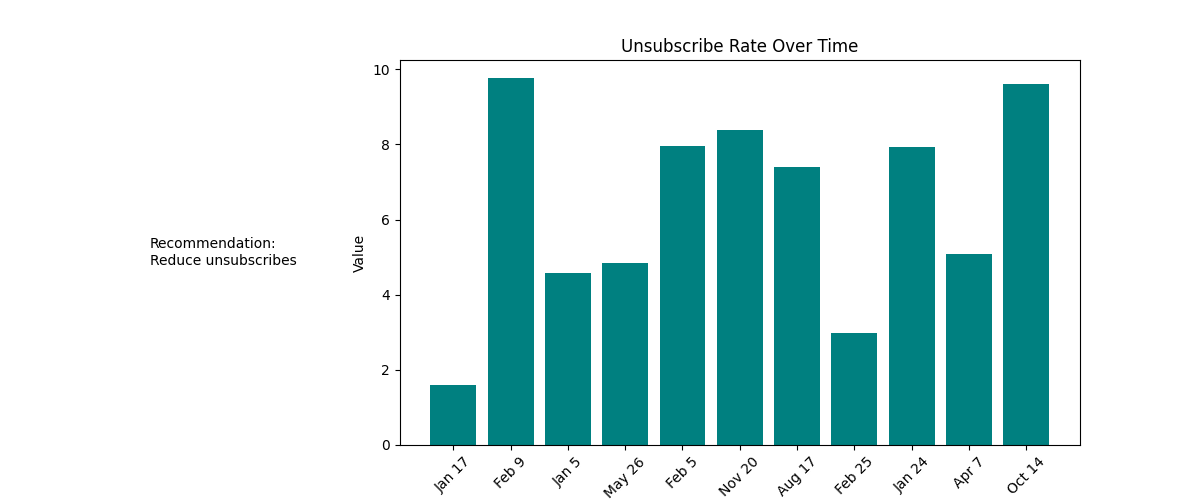 Unsubscribe Rate Over Time
10
8
6
4
2
0
Value
Recommendation:
Reduce unsubscribes
Jan 17
Feb 9
Jan 5
May 26
Feb 5
Nov 20
Aug 17
Feb 25
Jan 24
Apr 7
Oct 14